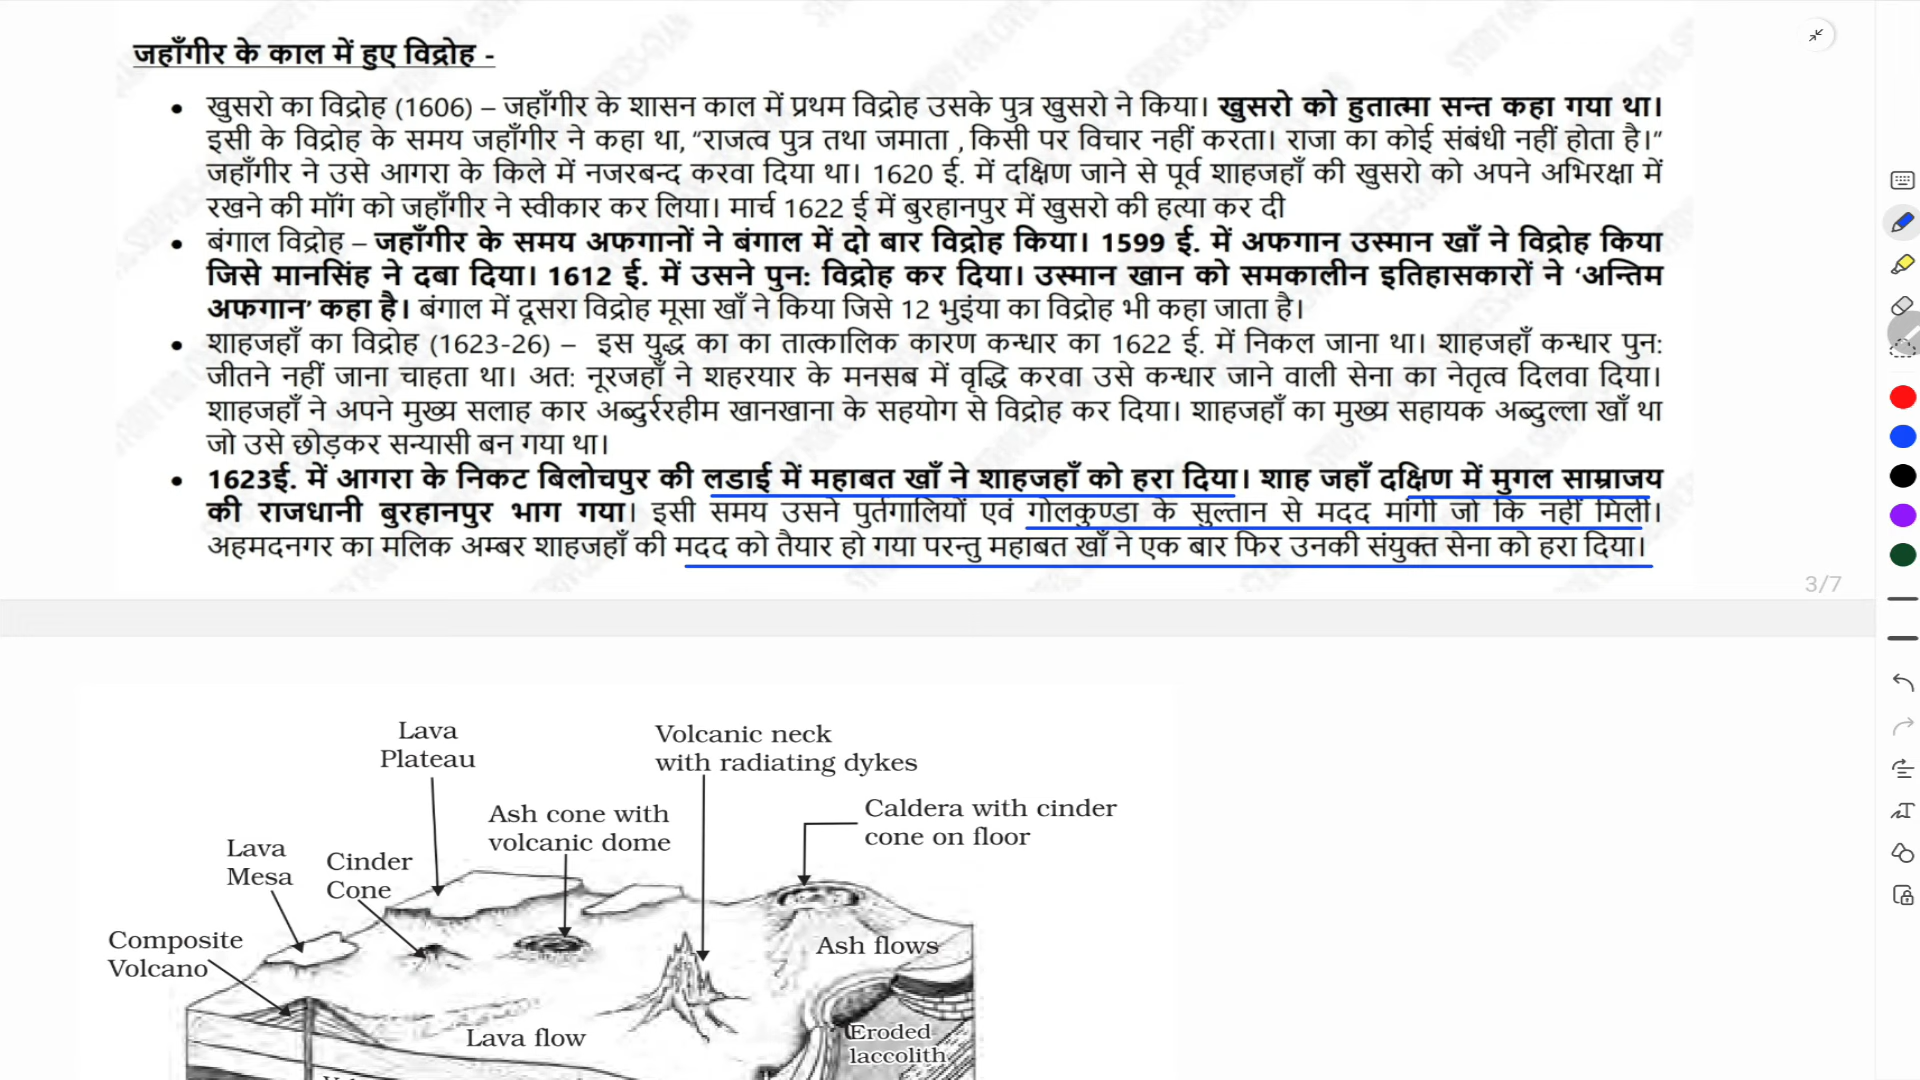 जहाँगीर के काल में हुए विद्रोह -
• खुसरो का विद्रोह (1606) – जहाँगीर के शासन काल में प्रथम विद्रोह उसके पुत्र खुसरो ने किया। खुसरो को हुतात्मा सन्त कहा गया था।
इसी के विद्रोह के समय जहाँगीर ने कहा था, “राजत्व पुत्र तथा जमाता , किसी पर विचार नहीं करता। राजा का कोई संबंधी नहीं होता है।”
जहाँगीर ने उसे आगरा के किले में नजरबन्द करवा दिया था। 1620 ई. में दक्षिण जाने से पूर्व शाहजहाँ की खुसरो को अपने अभिरक्षा में
रखने की मॉंग को जहाँगीर ने स्वीकार कर लिया। मार्च 1622 ई में बुरहानपुर में खुसरो की हत्या कर दी
• बंगाल विद्रोह – जहाँगीर के समय अफगानों ने बंगाल में दो बार विद्रोह किया। 1599 ई. में अफगान उस्मान खाँ ने विद्रोह किया
जिसे मानसिंह ने दबा दिया। 1612 ई. में उसने पुन: विद्रोह कर दिया। उस्मान खान को समकालीन इतिहासकारों ने ‘अन्तिम
अफगान’ कहा है। बंगाल में दूसरा विद्रोह मूसा खाँ ने किया जिसे 12 भुइंया का विद्रोह भी कहा जाता है।
• शाहजहाँ का विद्रोह (1623-26) – इस युद्ध का का तात्कालिक कारण कन्धार का 1622 ई. में निकल जाना था। शाहजहाँ कन्धार पुन:
जीतने नहीं जाना चाहता था। अत: नूरजहाँ ने शहरयार के मनसब में वृद्धि करवा उसे कन्धार जाने वाली सेना का नेतृत्व दिलवा दिया।
शाहजहाँ ने अपने मुख्य सलाह कार अब्दुर्ररहीम खानखाना के सहयोग से विद्रोह कर दिया। शाहजहाँ का मुख्य सहायक अब्दुल्ला खाँ था
जो उसे छोड़कर सन्यासी बन गया था।
• 1623ई. में आगरा के निकट बिलोचपुर की लडाई में महाबत खाँ ने शाहजहाँ को हरा दिया। शाह जहाँ दक्षिण में मुगल साम्राजय
की राजधानी बुरहानपुर भाग गया। इसी समय उसने पुर्तगालियों एवं गोलकुण्डा के सुल्तान से मदद मांगी जो कि नहीं मिली।
अहमदनगर का मलिक अम्बर शाहजहाँ की मदद को तैयार हो गया परन्तु महाबत खाँ ने एक बार फिर उनकी संयुक्त सेना को हरा दिया।
3/7
Lava
Plateau
Volcanic neck
with radiating dykes
Ash cone with
volcanic dome
Caldera with cinder
cone on floor
Lava
Mesa
Cinder
Cone
Composite
Volcano
Ash flows
Lava flow
Eroded
laccolith